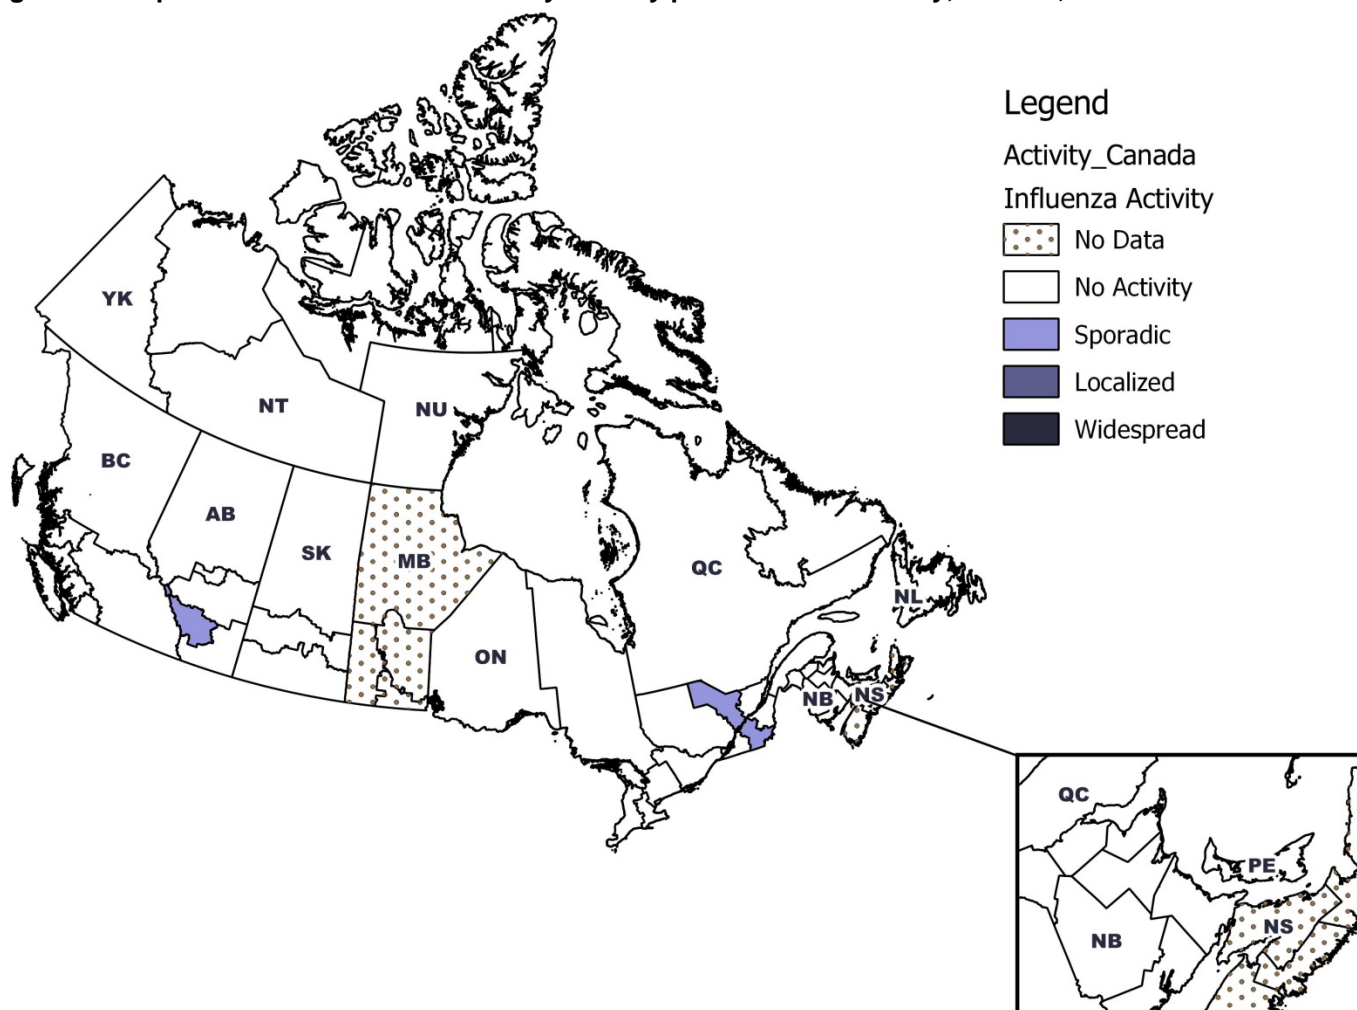 Legend
Activity_Canada
Influenza Activity
No Data
No Activity
Sporadic
Localized
Widespread
YK
NT
NU
BC
AB
SK
MB
QC
NL
ON
NB
NS
QC
PE
NS
NB